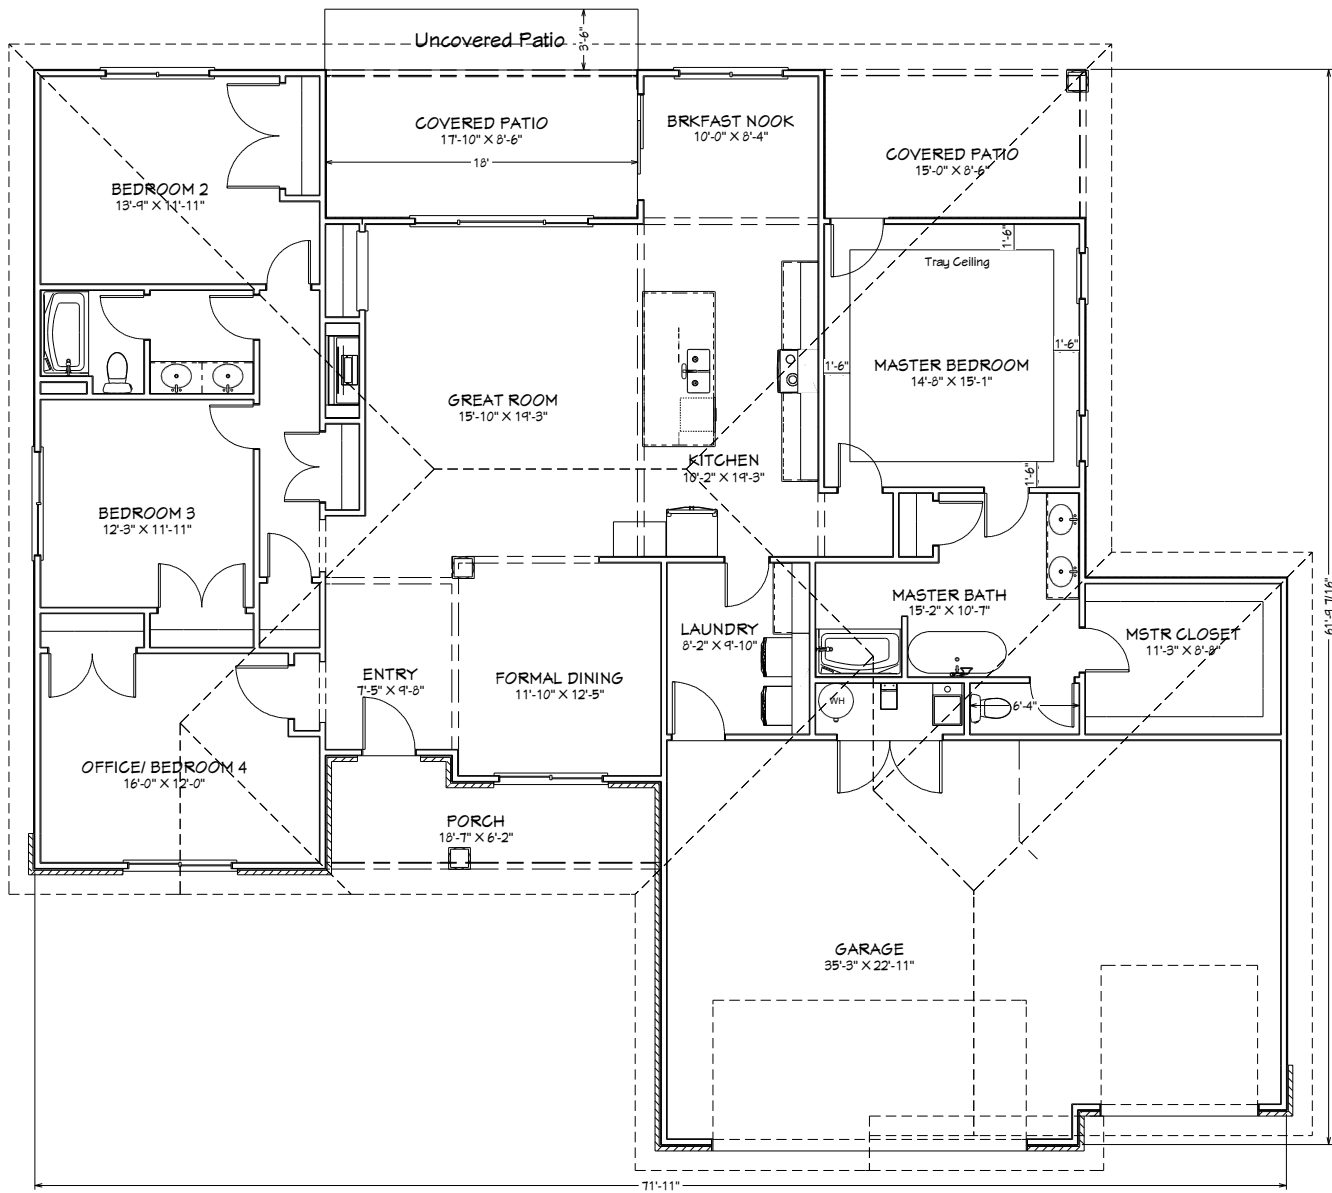 Uncovered Patio
3'-6"
COVERED PATIO
17'-10" X 8'-6"
18'
BRKFAST NOOK
10'-0" X 8'-4"
COVERED PATIO
15'-0" X 8'-6"
BEDROOM 2
13'-9" X 11'-11"
1'-6"
Tray Ceiling
1'-6"
1'-6"
MASTER BEDROOM
14'-8" X 15'-1"
GREAT ROOM
15'-10" X 19'-3"
KITCHEN
10'-2" X 19'-3"
1'-6"
BEDROOM 3
12'-3" X 11'-11"
MASTER BATH
15'-2" X 10'-7"
61'-9 7/16"
LAUNDRY
8'-2" X 9'-10"
MSTR CLOSET
11'-3" X 8'-8"
ENTRY
7'-5" X 9'-8"
FORMAL DINING
11'-10" X 12'-5"
WH
6'-4"
OFFICE/ BEDROOM 4
16'-0" X 12'-0"
PORCH
18'-7" X 6'-2"
GARAGE
35'-3" X 22'-11"
71'-11"